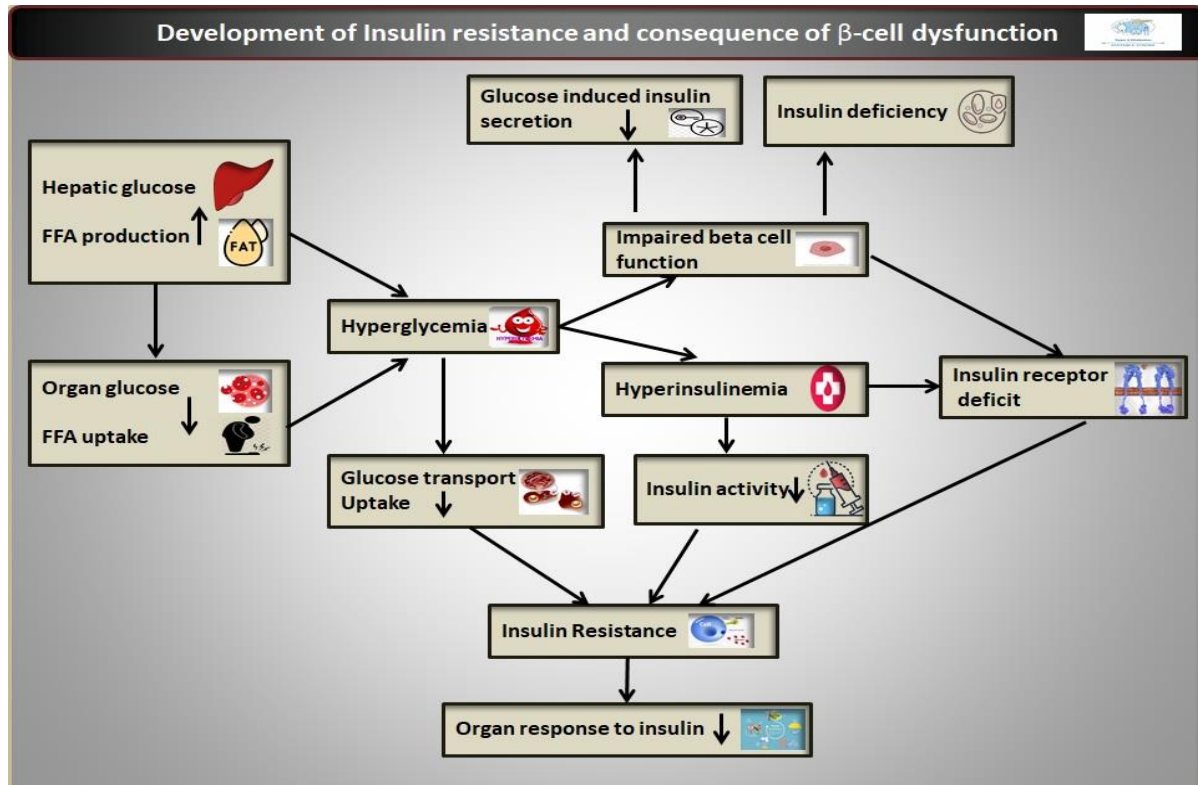 Development of Insulin resistance and consequence of β-cell dysfunction
Glucose induced insulin
secretion
Insulin deficiency
Hepatic glucose
FFA production
FAT
Impaired beta cell
function
Hyperglycemia
Organ glucose
FFA uptake
Hyperinsulinemia
Insulin receptor
deficit
Glucose transport
Uptake
Insulin activity
Insulin Resistance
Organ response to insulin